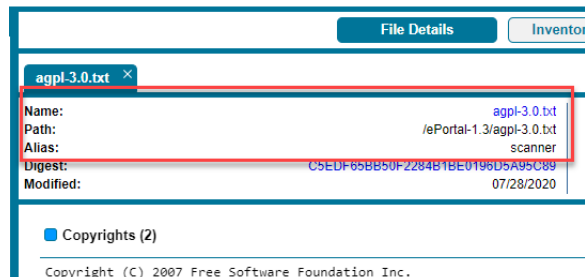 File Details Inventor
agpl-3.0.txt ×
Name: agpl-3.0.txt
Path: /ePortal-1.3/agpl-3.0.txt
Alias: scanner
Digest: C5EDF65BB50F2284B1BE0196D5A95C89
Modified: 07/28/2020
Copyrights (2)
Copyright (C) 2007 Free Software Foundation Inc.